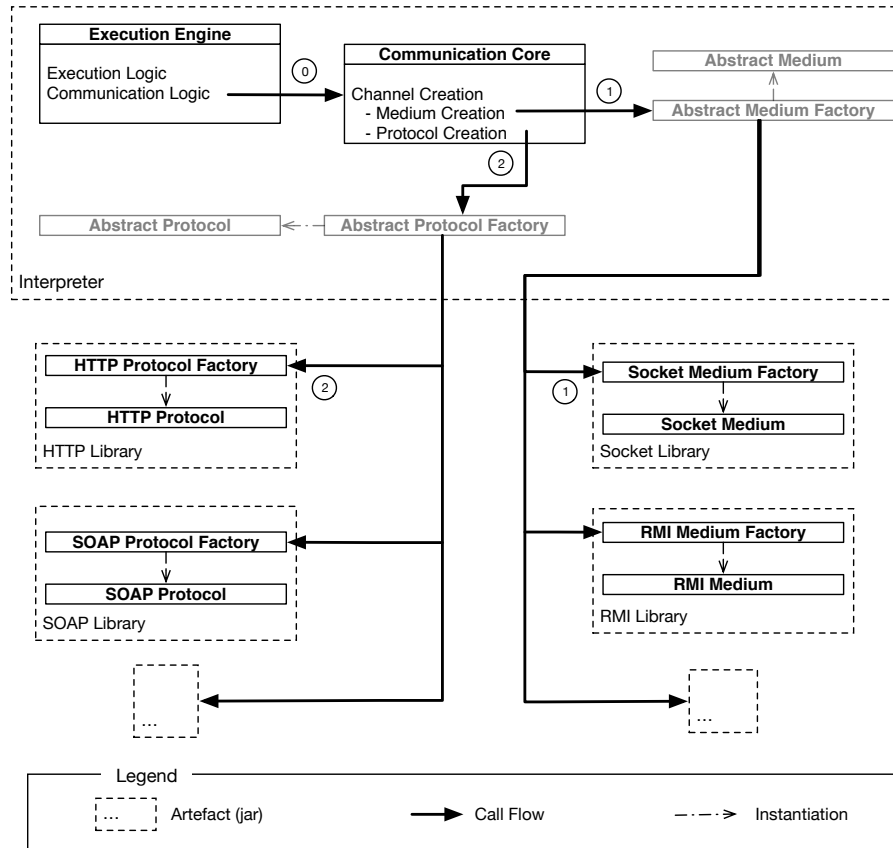 Execution Engine
Execution Logic
Communication Logic
0
Communication Core
Channel Creation
- Medium Creation
- Protocol Creation
1
2
Abstract Medium
Abstract Medium Factory
Abstract Protocol
Abstract Protocol Factory
Interpreter
HTTP Protocol Factory
HTTP Protocol
HTTP Library
2
Socket Medium Factory
Socket Medium
Socket Library
1
SOAP Protocol Factory
SOAP Protocol
SOAP Library
RMI Medium Factory
RMI Medium
RMI Library
...
...
Legend
...
Artefact (jar)
Call Flow
Instantiation